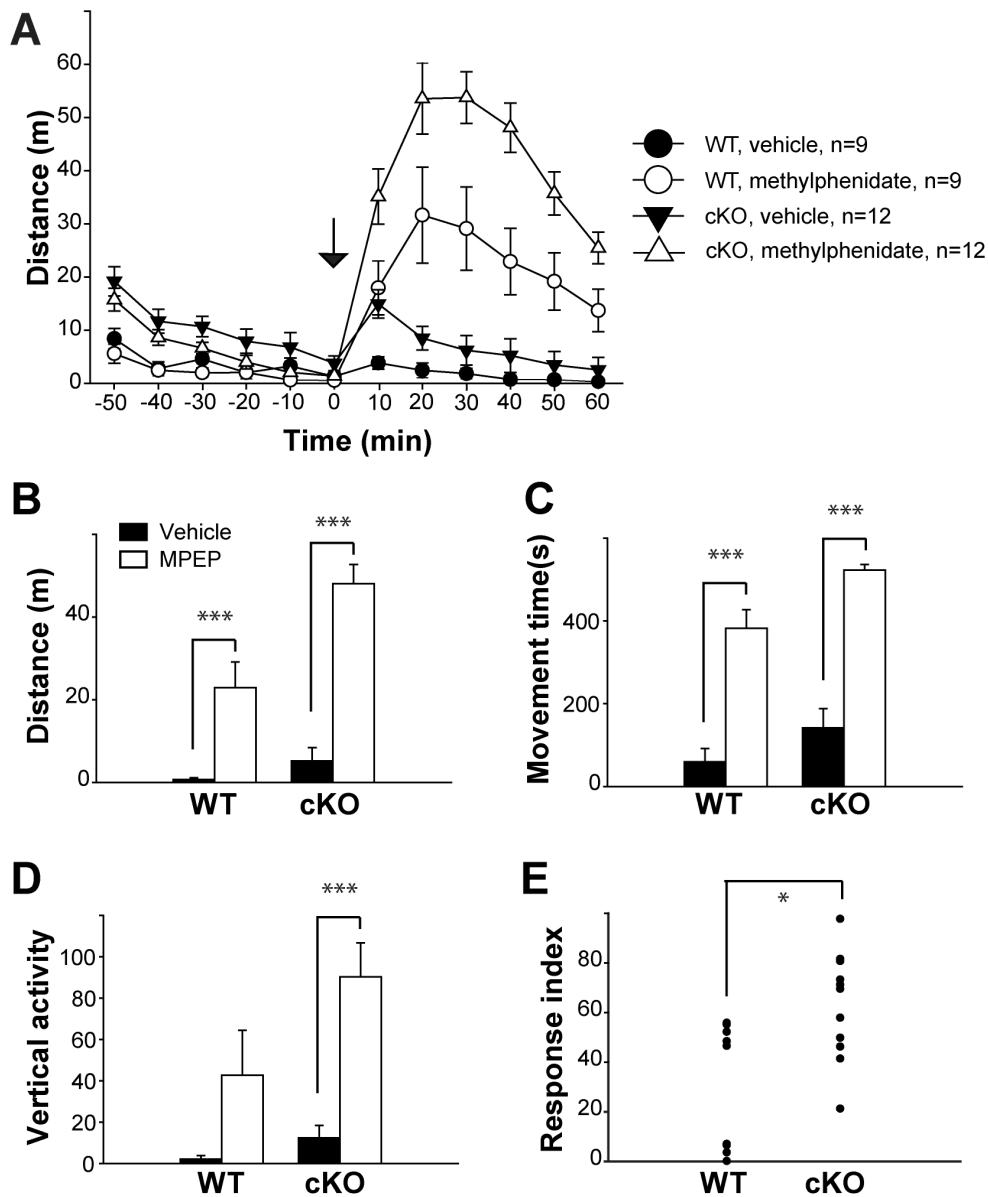 A
60
50
40
30
20
10
0
Distance (m)
-50 -40 -30 -20 -10 0 10 20 30 40 50 60
Time (min)
WT, vehicle, n=9
WT, methylphenidate, n=9
cKO, vehicle, n=12
cKO, methylphenidate, n=12
B
Vehicle
MPEP
***
***
Distance (m)
40
20
0
WT cKO
C
***
***
Movement time(s)
400
200
0
WT cKO
D
***
Vertical activity
100
80
60
40
20
0
WT cKO
E
*
Response index
80
60
40
20
0
WT cKO